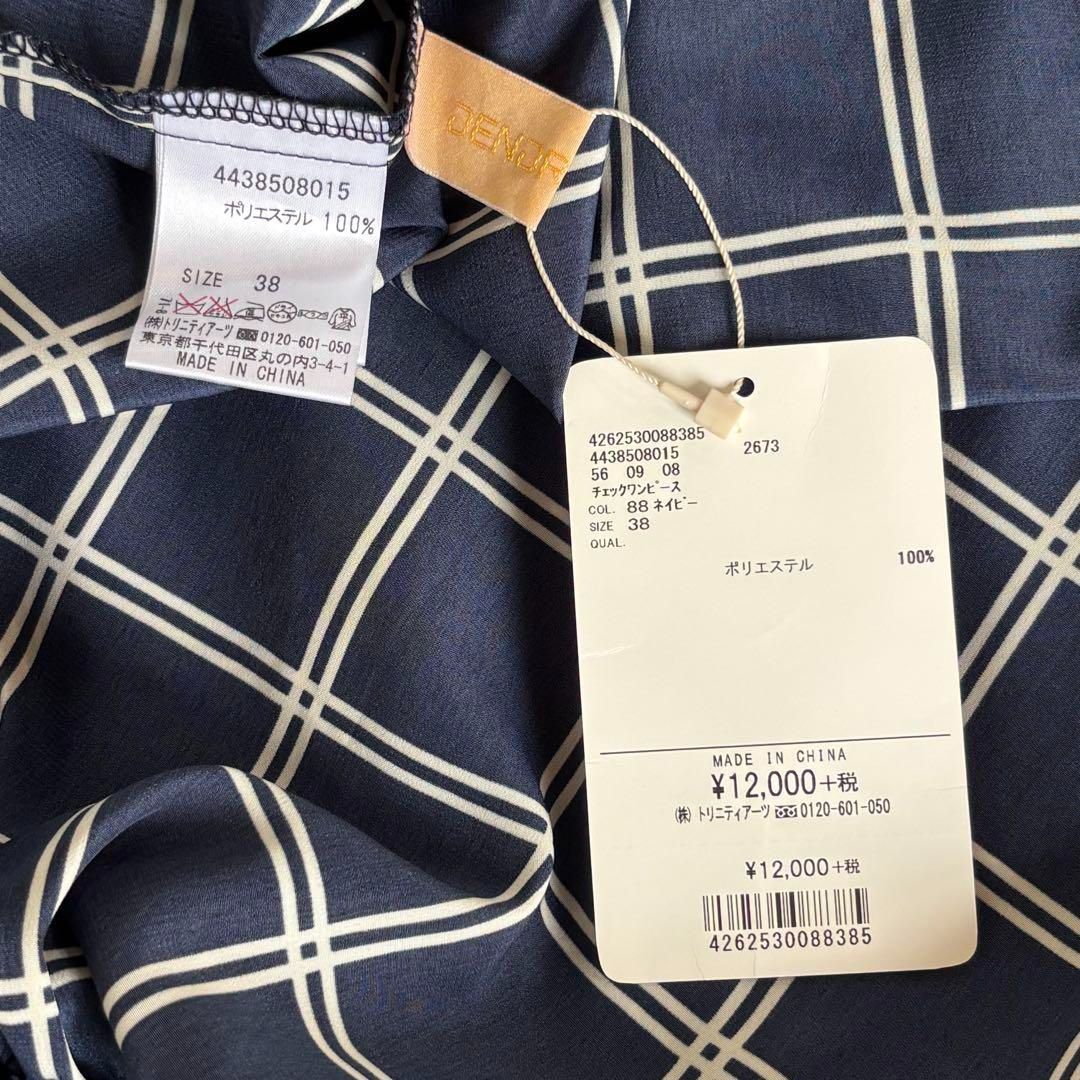 4438508015
ポリエステル 100%
SIZE 38
(株)トリニティアーツ 0120-601-050
東京都千代田区丸の内3-4-1
MADE IN CHINA
DENDR
4262530088385
4438508015 2673
56 09 08
チェックワンピース
COL. 88 ネイビー
SIZE 38
QUAL.
ポリエステル 100%
MADE IN CHINA
¥12,000+税
(株) トリニティアーツ 0120-601-050
¥12,000+税
4262530088385